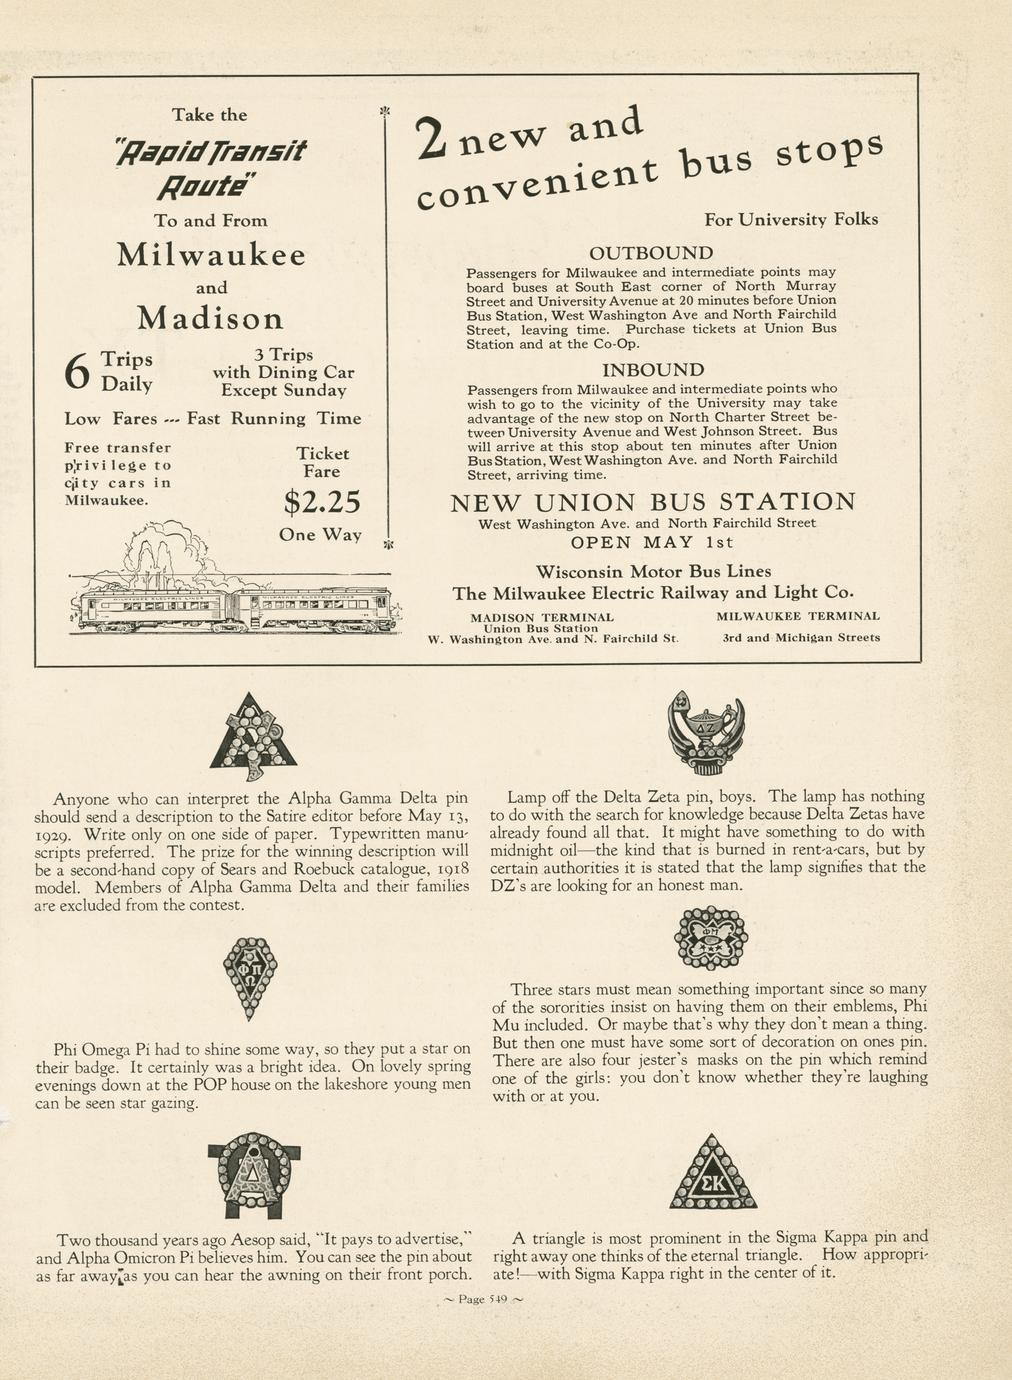 Take the
"Rapid Transit
Route"
To and From
Milwaukee
and
Madison
6 Trips
Daily
3 Trips
with Dining Car
Except Sunday
Low Fares --- Fast Running Time
Free transfer
privilege to
city cars in
Milwaukee.
Ticket
Fare
$2.25
One Way
MILWAUKEE ELECTRIC LINES
2 new and
convenient bus stops
For University Folks
OUTBOUND
Passengers for Milwaukee and intermediate points may
board buses at South East corner of North Murray
Street and University Avenue at 20 minutes before Union
Bus Station, West Washington Ave and North Fairchild
Street, leaving time. Purchase tickets at Union Bus
Station and at the Co-Op.
INBOUND
Passengers from Milwaukee and intermediate points who
wish to go to the vicinity of the University may take
advantage of the new stop on North Charter Street be-
tween University Avenue and West Johnson Street. Bus
will arrive at this stop about ten minutes after Union
Bus Station, West Washington Ave. and North Fairchild
Street, arriving time.
NEW UNION BUS STATION
West Washington Ave. and North Fairchild Street
OPEN MAY 1st
Wisconsin Motor Bus Lines
The Milwaukee Electric Railway and Light Co.
MADISON TERMINAL
Union Bus Station
W. Washington Ave. and N. Fairchild St.
MILWAUKEE TERMINAL
3rd and Michigan Streets
Anyone who can interpret the Alpha Gamma Delta pin
should send a description to the Satire editor before May 13,
1929. Write only on one side of paper. Typewritten manu-
scripts preferred. The prize for the winning description will
be a second-hand copy of Sears and Roebuck catalogue, 1918
model. Members of Alpha Gamma Delta and their families
are excluded from the contest.
ΦΠ
Ω
Phi Omega Pi had to shine some way, so they put a star on
their badge. It certainly was a bright idea. On lovely spring
evenings down at the POP house on the lakeshore young men
can be seen star gazing.
Δ
Two thousand years ago Aesop said, "It pays to advertise,"
and Alpha Omicron Pi believes him. You can see the pin about
as far away as you can hear the awning on their front porch.
ΔΖ
Lamp off the Delta Zeta pin, boys. The lamp has nothing
to do with the search for knowledge because Delta Zetas have
already found all that. It might have something to do with
midnight oil—the kind that is burned in rent-a-cars, but by
certain authorities it is stated that the lamp signifies that the
DZ's are looking for an honest man.
ΦΜ
Three stars must mean something important since so many
of the sororities insist on having them on their emblems, Phi
Mu included. Or maybe that's why they don't mean a thing.
But then one must have some sort of decoration on ones pin.
There are also four jester's masks on the pin which remind
one of the girls: you don't know whether they're laughing
with or at you.
ΣΚ
A triangle is most prominent in the Sigma Kappa pin and
right away one thinks of the eternal triangle. How appropri-
ate!—with Sigma Kappa right in the center of it.
~ Page 549 ~